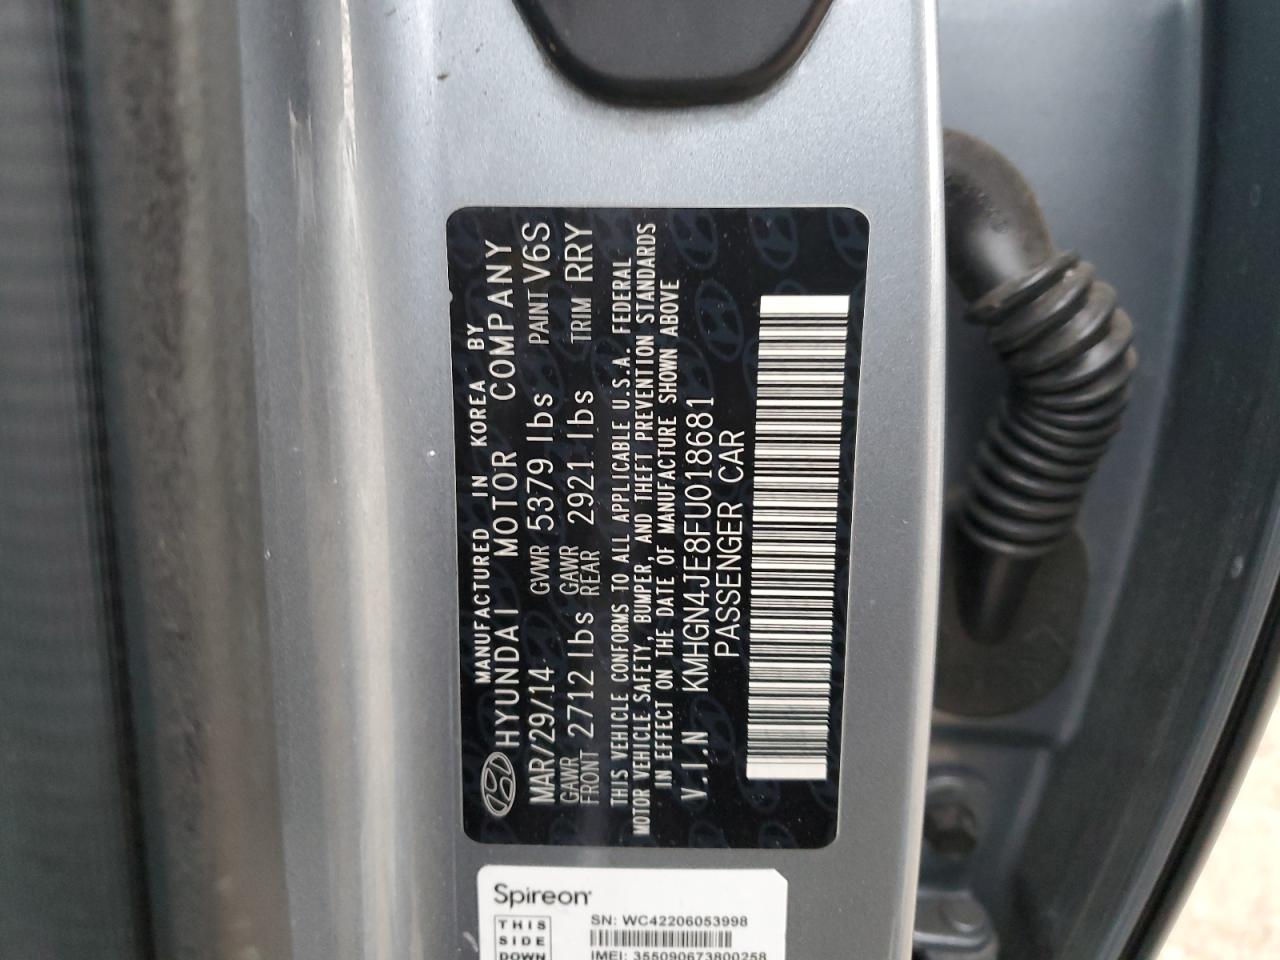 MANUFACTURED IN KOREA BY
HYUNDAI MOTOR COMPANY
MAR/29/14 GVWR 5379 lbs PAINT V6S
GAWR FRONT 2712 lbs GAWR REAR 2921 lbs TRIM RRY
THIS VEHICLE CONFORMS TO ALL APPLICABLE U.S.A. FEDERAL
MOTOR VEHICLE SAFETY, BUMPER, AND THEFT PREVENTION STANDARDS
IN EFFECT ON THE DATE OF MANUFACTURE SHOWN ABOVE
V.I.N KMHGN4JE8FU018681
PASSENGER CAR
Spireon
THIS SIDE DOWN
SN: WC42206053998
IMEI: 355090673800258